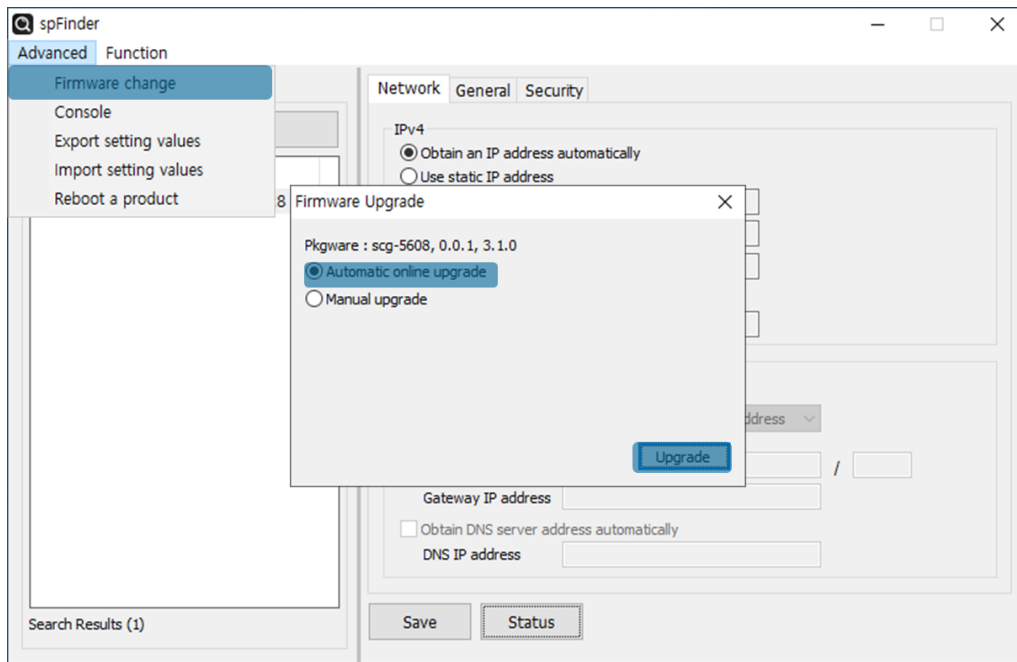 spFinder
Advanced Function
Firmware change
Console
Export setting values
Import setting values
Reboot a product
Network General Security
IPv4
Obtain an IP address automatically
Use static IP address
8
Firmware Upgrade
Pkgware : scg-5608, 0.0.1, 3.1.0
Automatic online upgrade
Manual upgrade
Upgrade
ddress
/
Gateway IP address
Obtain DNS server address automatically
DNS IP address
Search Results (1)
Save
Status